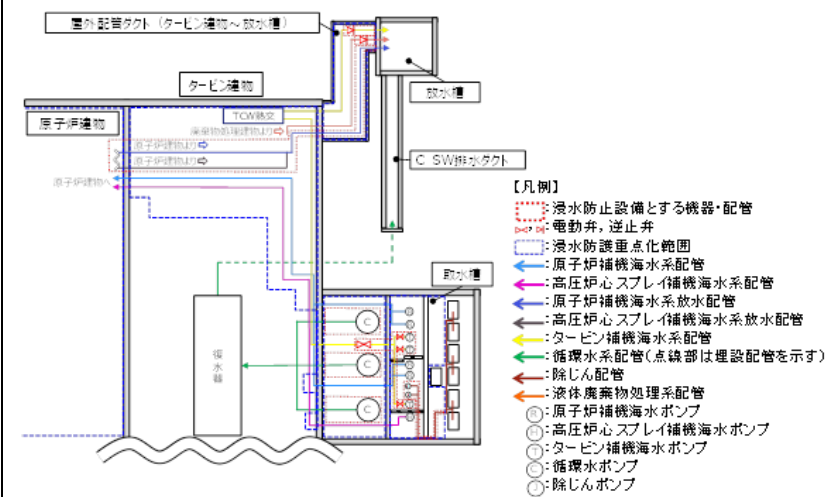 屋外配管ダクト（タービン建物～放水槽）
タービン建物
放水槽
TCW熱交
原子炉建物
廃棄物処理建物より⇨
原子炉建物より⇨
原子炉建物より⇨
原子炉建物へ
C SW排水ダクト
取水槽
復水器
C
C
C
【凡例】
:浸水防止設備とする機器・配管
:電動弁，逆止弁
:浸水防護重点化範囲
:原子炉補機海水系配管
:高圧炉心スプレイ補機海水系配管
:原子炉補機海水系放水配管
:高圧炉心スプレイ補機海水系放水配管
:タービン補機海水系配管
:循環水系配管(点線部は埋設配管を示す)
:除じん配管
:液体廃棄物処理系配管
R:原子炉補機海水ポンプ
H:高圧炉心スプレイ補機海水ポンプ
T:タービン補機海水ポンプ
C:循環水ポンプ
J:除じんポンプ